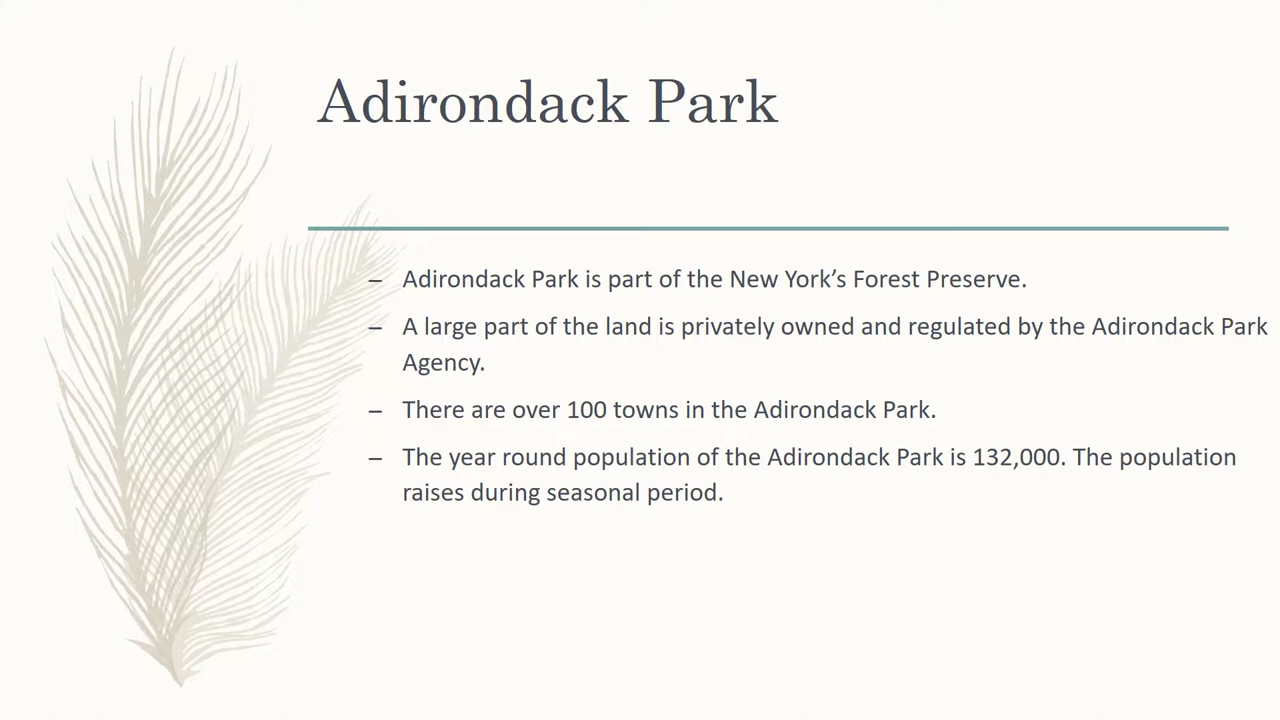 Adirondack Park
– Adirondack Park is part of the New York’s Forest Preserve.
– A large part of the land is privately owned and regulated by the Adirondack Park
Agency.
– There are over 100 towns in the Adirondack Park.
– The year round population of the Adirondack Park is 132,000. The population
raises during seasonal period.